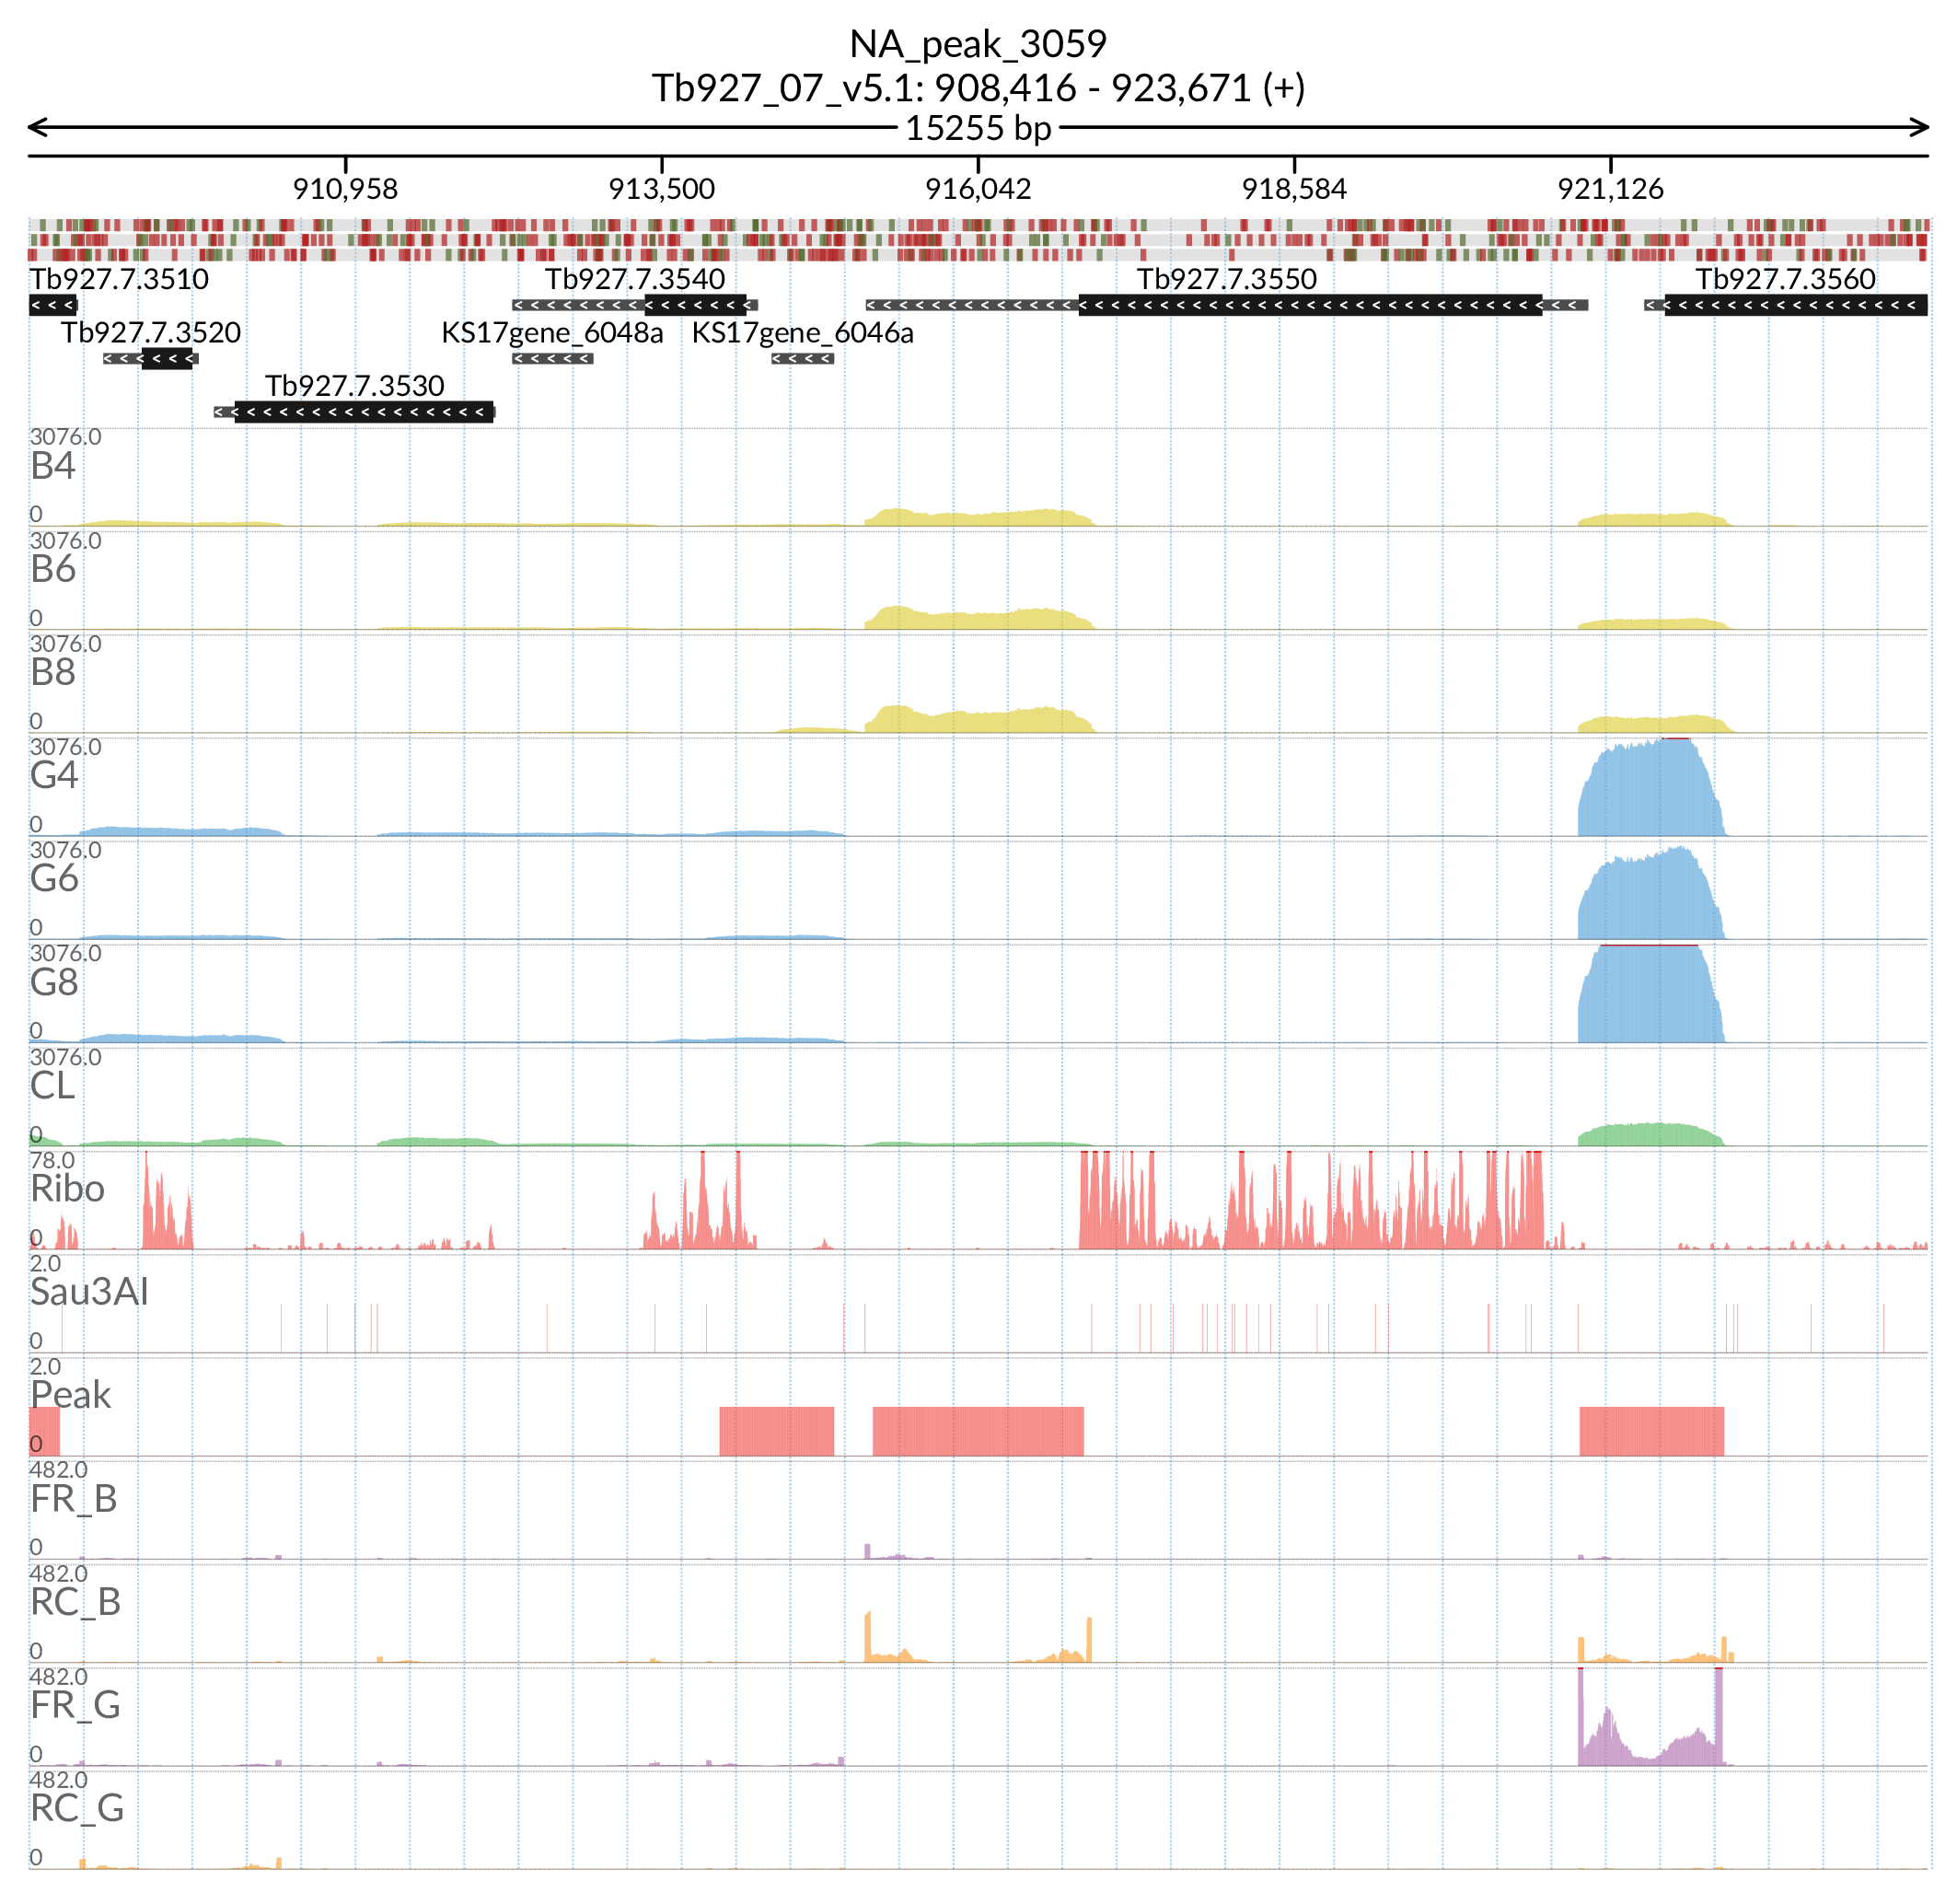 NA_peak_3059
Tb927_07_v5.1: 908,416 - 923,671 (+)
15255 bp
910,958 913,500 916,042 918,584 921,126
Tb927.7.3510 Tb927.7.3540 Tb927.7.3550 Tb927.7.3560
Tb927.7.3520 KS17gene_6048a KS17gene_6046a
Tb927.7.3530
3076.0
B4
0
3076.0
B6
0
3076.0
B8
0
3076.0
G4
0
3076.0
G6
0
3076.0
G8
0
3076.0
CL
0
78.0
Ribo
0
2.0
Sau3AI
0
2.0
Peak
0
482.0
FR_B
0
482.0
RC_B
0
482.0
FR_G
0
482.0
RC_G
0